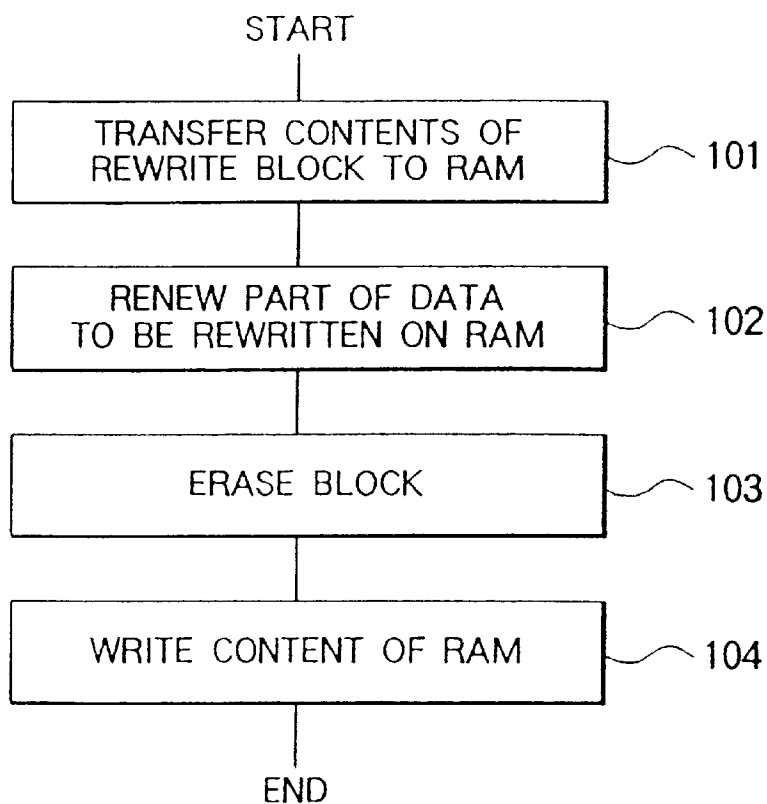 START
TRANSFER CONTENTS OF
REWRITE BLOCK TO RAM
101
RENEW PART OF DATA
TO BE REWRITTEN ON RAM
102
ERASE BLOCK
103
WRITE CONTENT OF RAM
104
END